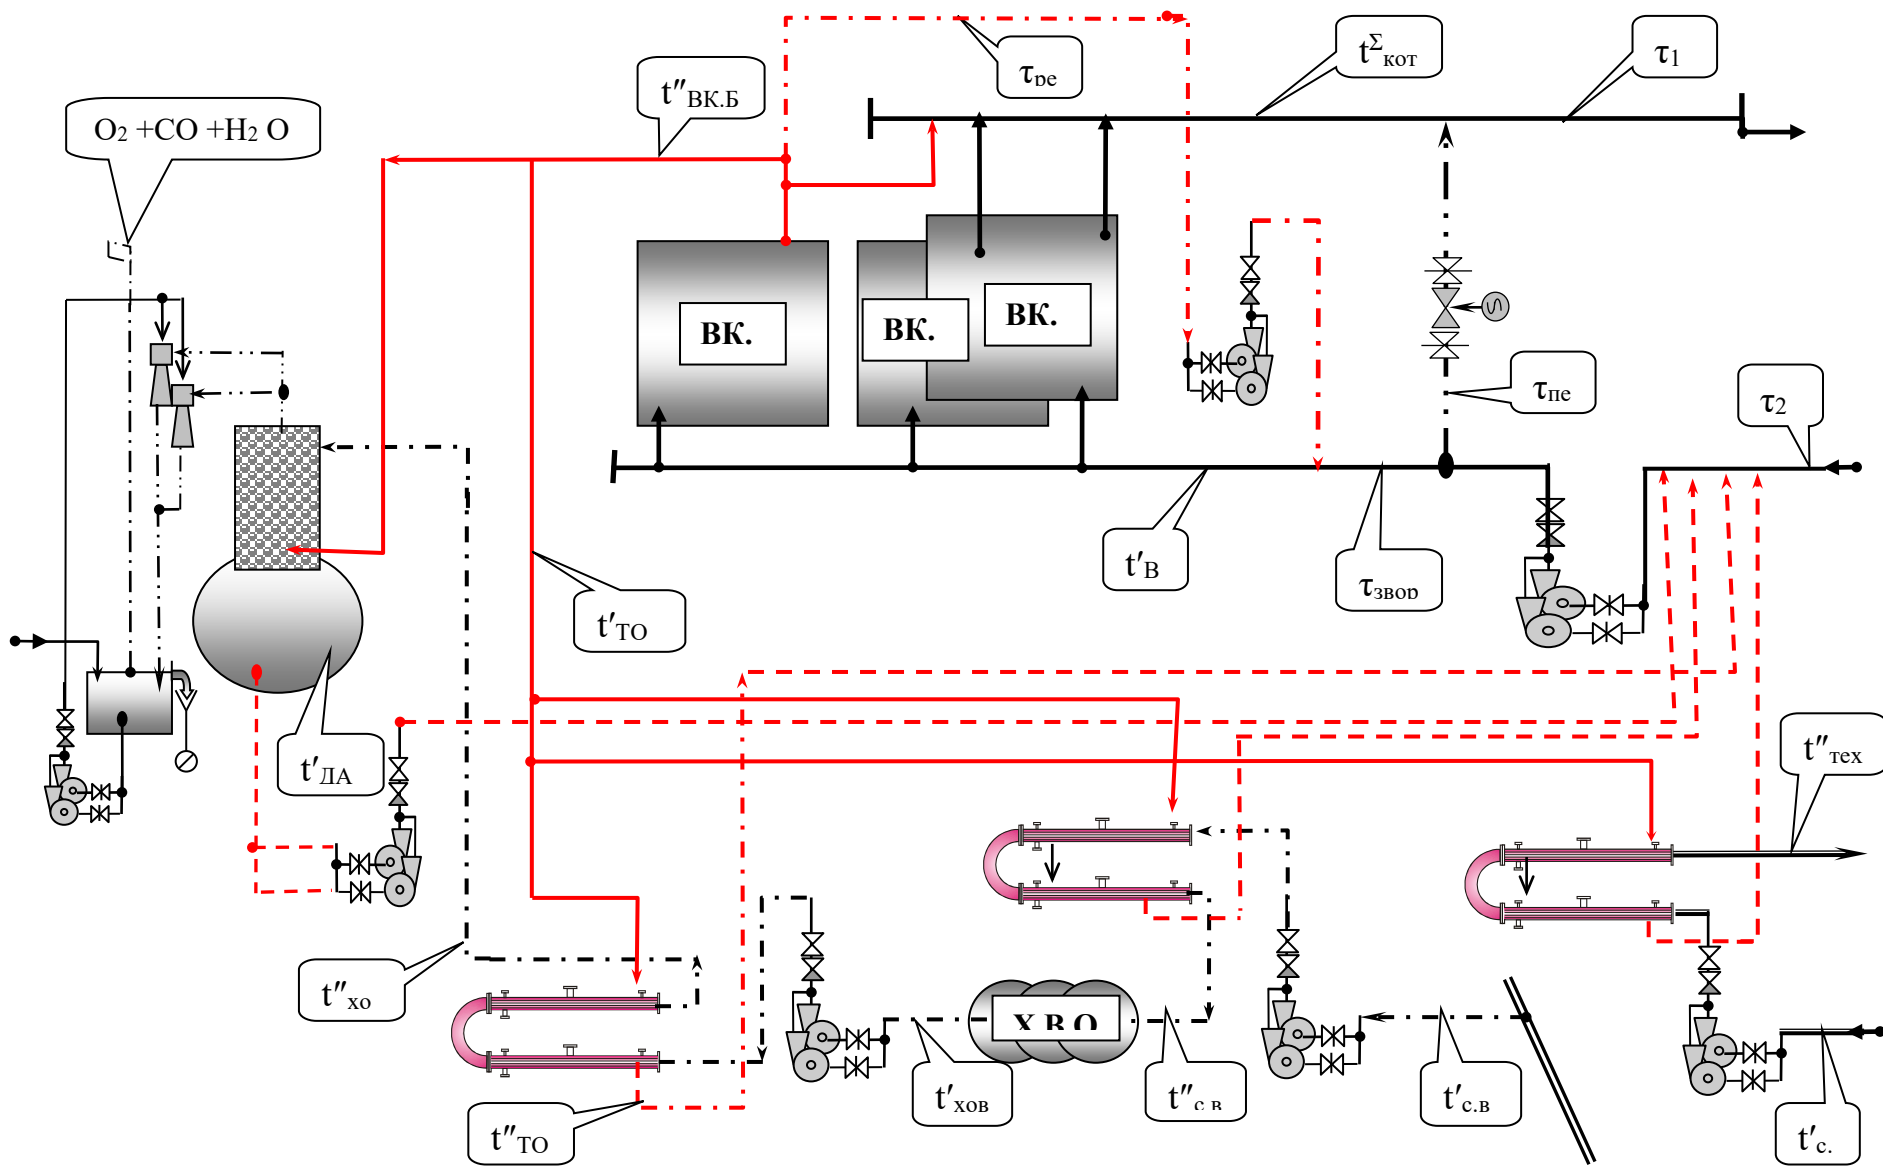 τре
t″ВК.Б
tΣкот
τ1
O2 +CO +H2 O
ВК.
ВК.
ВК.
τпе
τ2
t′В
τзвор
t′ТО
t′ДА
t″тех
t″хо
Х.В.О
t′хов
t″с.в
t′с.в
t″ТО
t′с.